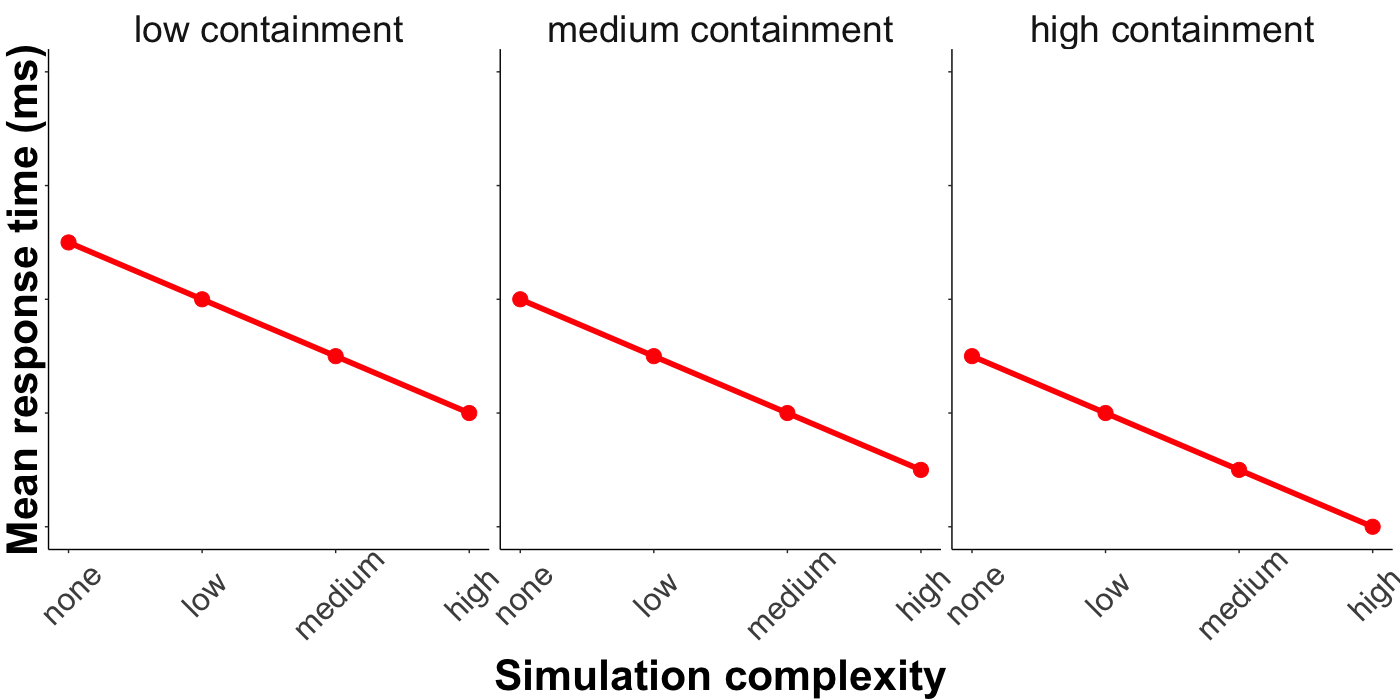 low containment
medium containment
high containment
Mean response time (ms)
none
low
medium
high
none
low
medium
high
none
low
medium
high
Simulation complexity